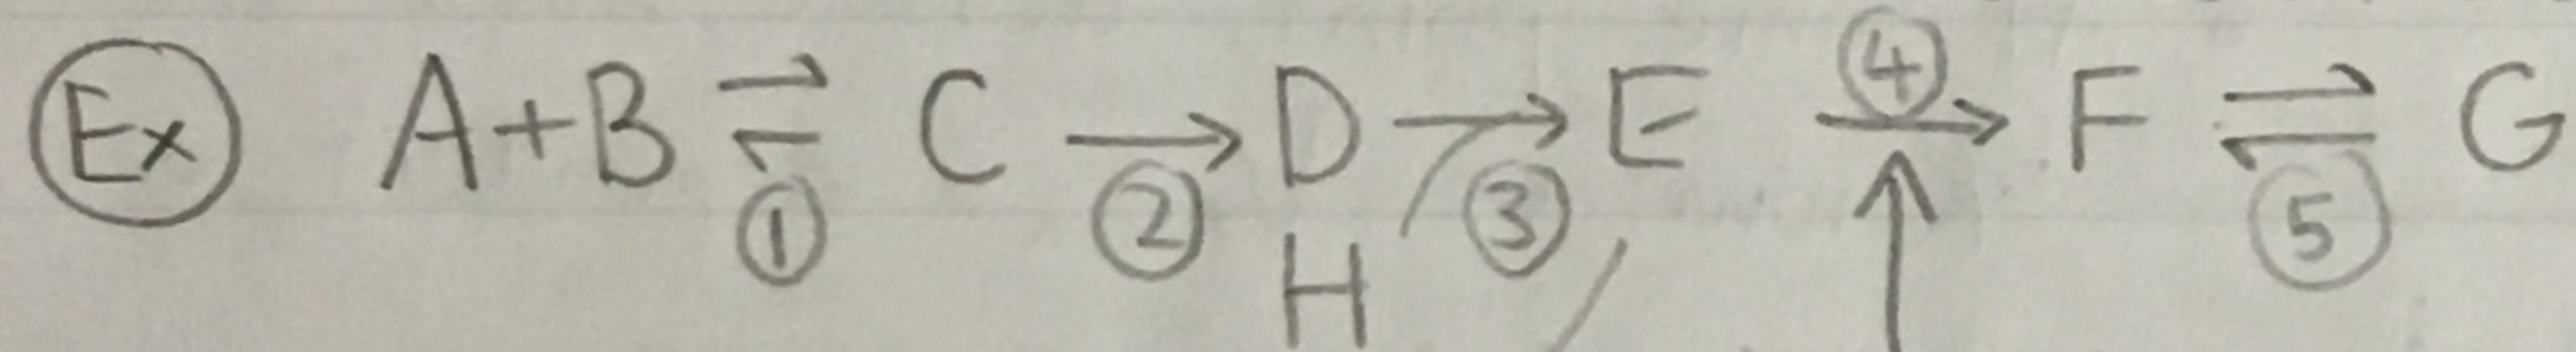 Ex A+B ⇌ C → D → E → F ⇌ G
① ② ③ ④ ⑤
H